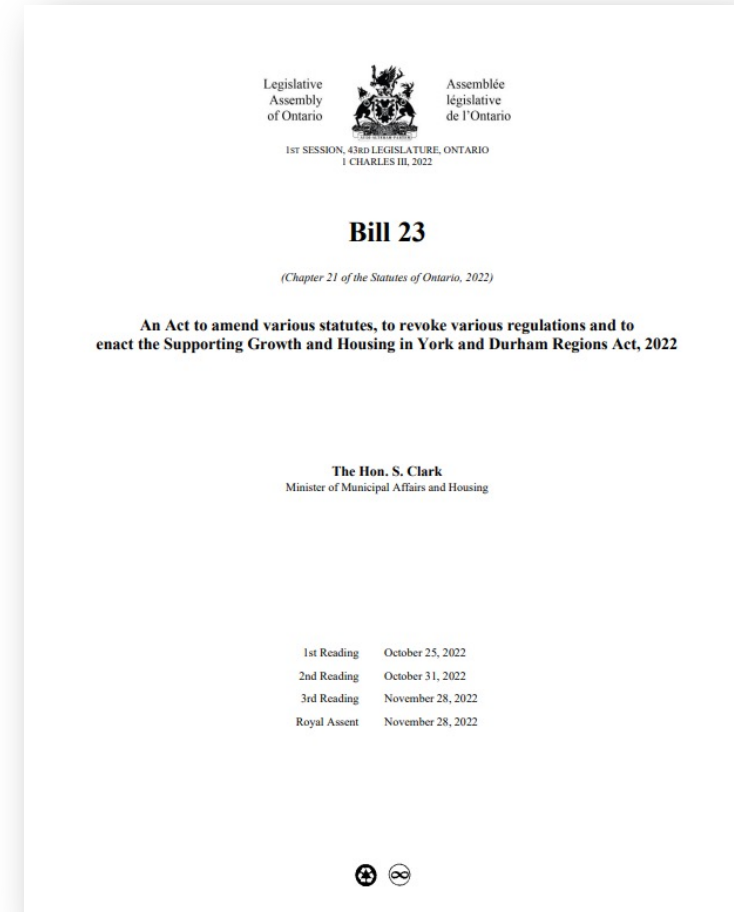 Legislative
Assembly
of Ontario
Assemblée
législative
de l'Ontario
1ST SESSION, 43RD LEGISLATURE, ONTARIO
1 CHARLES III, 2022
Bill 23
(Chapter 21 of the Statutes of Ontario, 2022)
An Act to amend various statutes, to revoke various regulations and to
enact the Supporting Growth and Housing in York and Durham Regions Act, 2022
The Hon. S. Clark
Minister of Municipal Affairs and Housing
1st Reading October 25, 2022
2nd Reading October 31, 2022
3rd Reading November 28, 2022
Royal Assent November 28, 2022